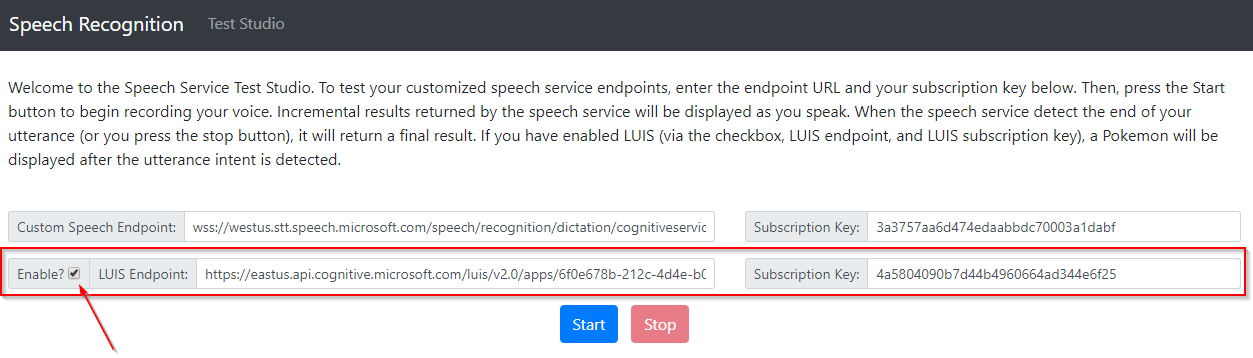 Speech Recognition Test Studio
Welcome to the Speech Service Test Studio. To test your customized speech service endpoints, enter the endpoint URL and your subscription key below. Then, press the Start
button to begin recording your voice. Incremental results returned by the speech service will be displayed as you speak. When the speech service detect the end of your
utterance (or you press the stop button), it will return a final result. If you have enabled LUIS (via the checkbox, LUIS endpoint, and LUIS subscription key), a Pokemon will be
displayed after the utterance intent is detected.
Custom Speech Endpoint: wss://westus.stt.speech.microsoft.com/speech/recognition/dictation/cognitiveservic Subscription Key: 3a3757aa6d474edaabbdc70003a1dabf
Enable? LUIS Endpoint: https://eastus.api.cognitive.microsoft.com/luis/v2.0/apps/6f0e678b-212c-4d4e-b0 Subscription Key: 4a5804090b7d44b4960664ad344e6f25
Start Stop